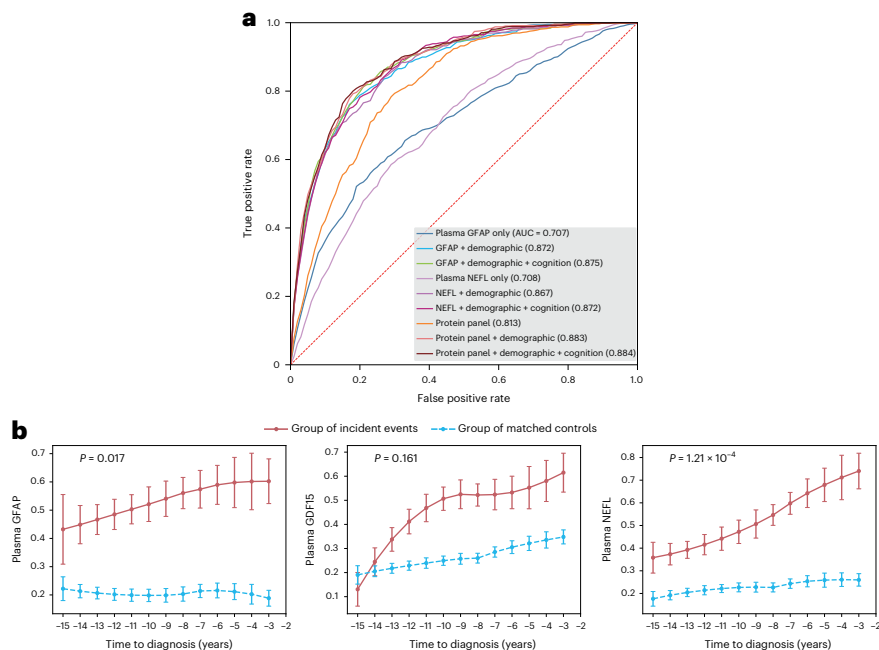 a
1.0
0.8
0.6
0.4
0.2
0
True positive rate
Plasma GFAP only (AUC = 0.707)
GFAP + demographic (0.872)
GFAP + demographic + cognition (0.875)
Plasma NEFL only (0.708)
NEFL + demographic (0.867)
NEFL + demographic + cognition (0.872)
Protein panel (0.813)
Protein panel + demographic (0.883)
Protein panel + demographic + cognition (0.884)
0 0.2 0.4 0.6 0.8 1.0
False positive rate
b
Group of incident events Group of matched controls
P = 0.017
0.7
0.6
0.5
0.4
0.3
0.2
Plasma GFAP
–15 –14 –13 –12 –11 –10 –9 –8 –7 –6 –5 –4 –3 –2
Time to diagnosis (years)
P = 0.161
0.7
0.6
0.5
0.4
0.3
0.2
0.1
Plasma GDF15
–15 –14 –13 –12 –11 –10 –9 –8 –7 –6 –5 –4 –3 –2
Time to diagnosis (years)
P = 1.21 × 10⁻⁴
0.8
0.7
0.6
0.5
0.4
0.3
0.2
Plasma NEFL
–15 –14 –13 –12 –11 –10 –9 –8 –7 –6 –5 –4 –3 –2
Time to diagnosis (years)